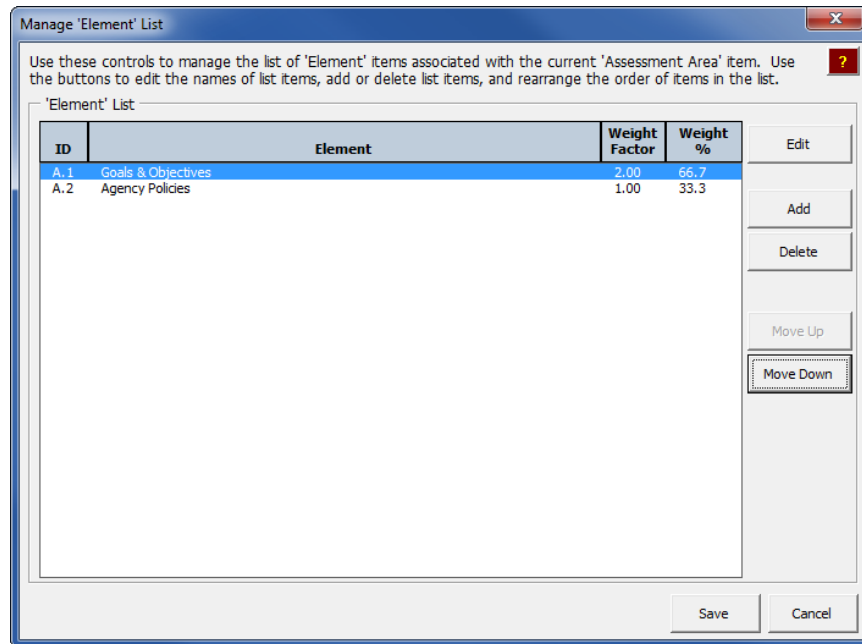 Manage 'Element' List
X
Use these controls to manage the list of 'Element' items associated with the current 'Assessment Area' item.  Use
the buttons to edit the names of list items, add or delete list items, and rearrange the order of items in the list.
?
'Element' List
ID Element Weight Factor Weight %
A.1 Goals & Objectives 2.00 66.7
A.2 Agency Policies 1.00 33.3
Edit
Add
Delete
Move Up
Move Down
Save Cancel